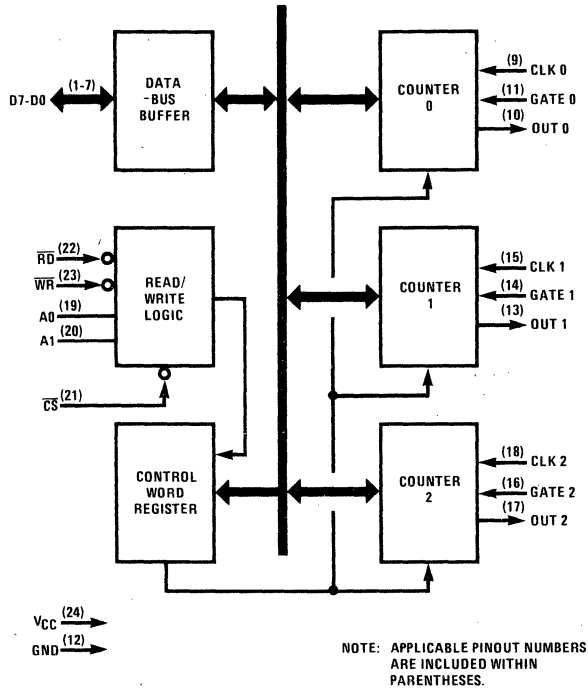 D7-D0
(1-7)
DATA
-BUS
BUFFER
COUNTER
0
(9) CLK 0
(11) GATE 0
(10) OUT 0
RD (22)
WR (23)
A0 (19)
A1 (20)
READ/
WRITE
LOGIC
CS (21)
COUNTER
1
(15) CLK 1
(14) GATE 1
(13) OUT 1
CONTROL
WORD
REGISTER
COUNTER
2
(18) CLK 2
(16) GATE 2
(17) OUT 2
VCC (24)
GND (12)
NOTE: APPLICABLE PINOUT NUMBERS
ARE INCLUDED WITHIN
PARENTHESES.